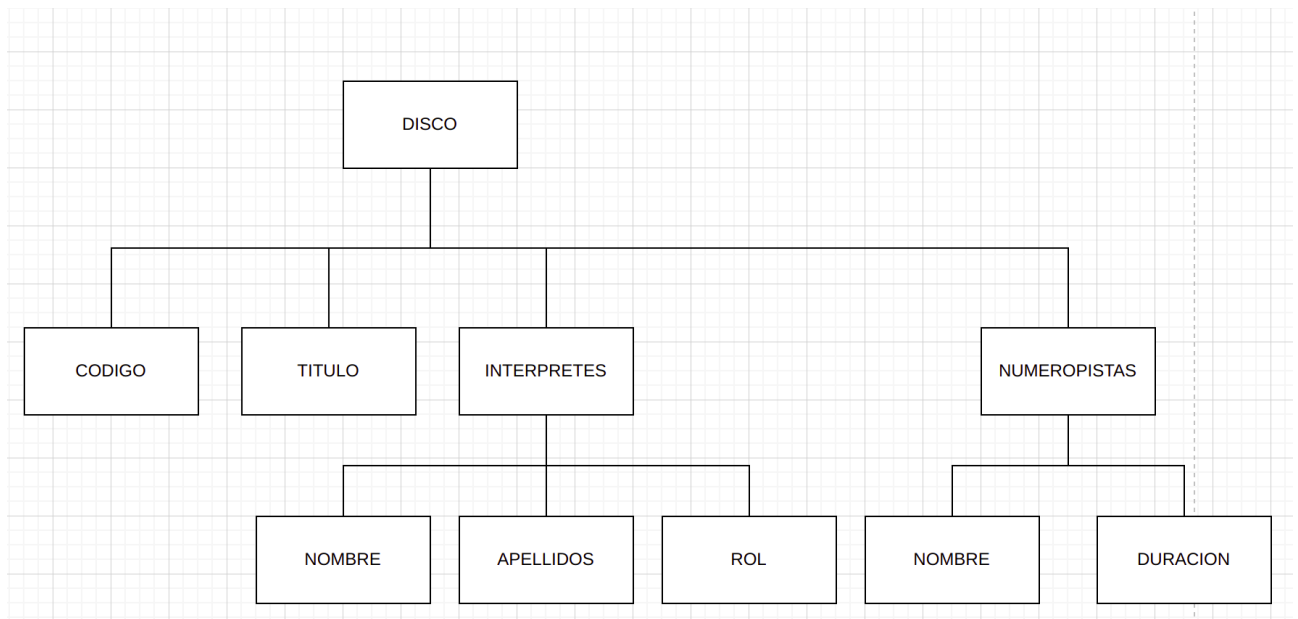 DISCO
CODIGO
TITULO
INTERPRETES
NUMEROPISTAS
NOMBRE
APELLIDOS
ROL
NOMBRE
DURACION